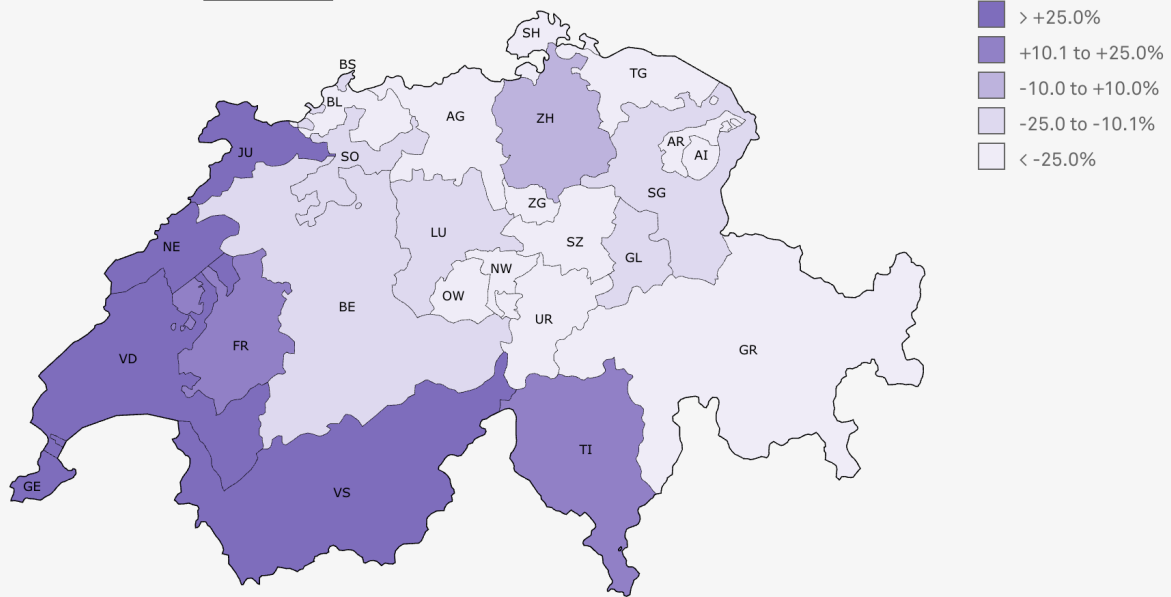 > +25.0%
+10.1 to +25.0%
-10.0 to +10.0%
-25.0 to -10.1%
< -25.0%
SH
BS
TG
BL
AG
ZH
AR
JU
SO
AI
SG
ZG
LU
SZ
NE
GL
NW
OW
BE
UR
FR
GR
VD
TI
GE
VS